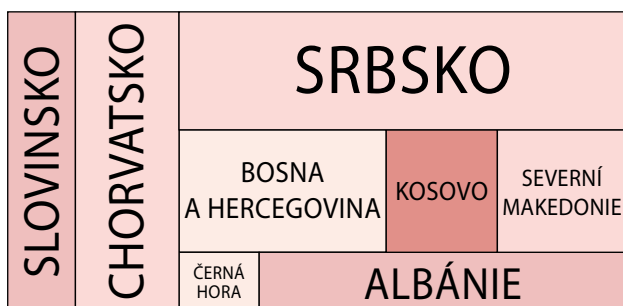 SLOVINSKO
CHORVATSKO
SRBSKO
BOSNA
A HERCEGOVINA
KOSOVO
SEVERNÍ
MAKEDONIE
ČERNÁ
HORA
ALBÁNIE